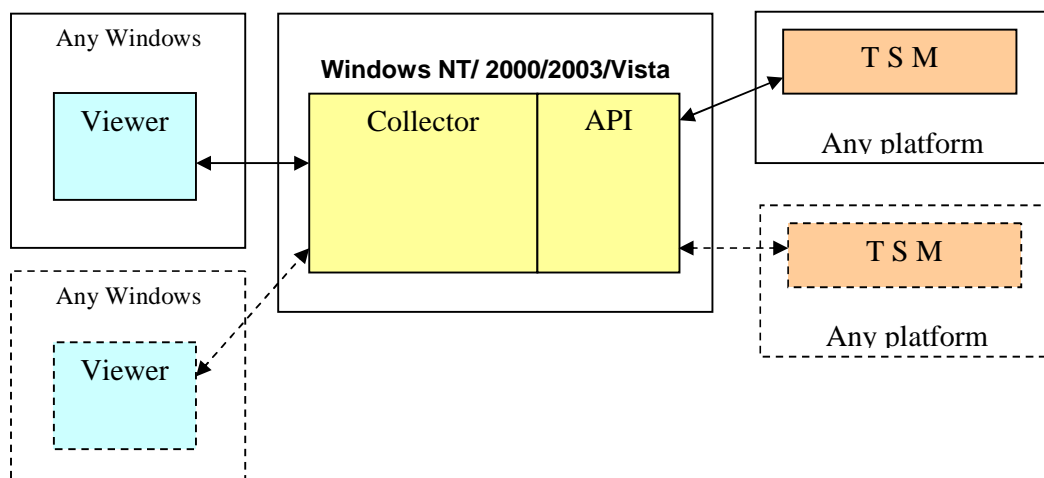 Any Windows
Viewer
Windows NT/ 2000/2003/Vista
Collector
API
T S M
Any platform
T S M
Any platform
Any Windows
Viewer